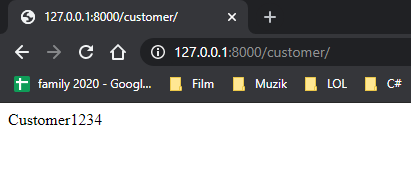 127.0.0.1:8000/customer/
127.0.0.1:8000/customer/
family 2020 - Googl... Film Muzik LOL C#
Customer1234